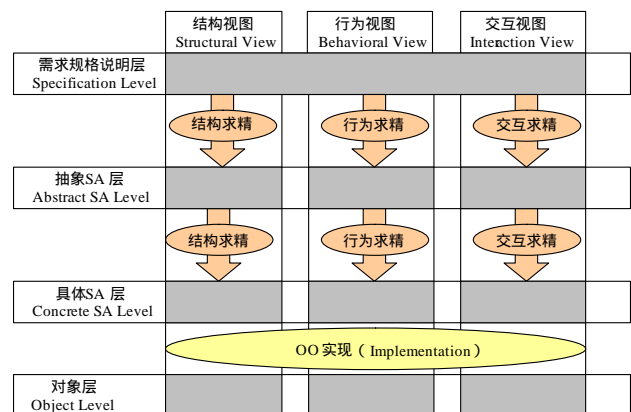 结构视图
Structural View
行为视图
Behavioral View
交互视图
Interaction View
需求规格说明层
Specification Level
结构求精
行为求精
交互求精
抽象SA 层
Abstract SA Level
结构求精
行为求精
交互求精
具体SA 层
Concrete SA Level
OO 实现（ Implementation ）
对象层
Object Level